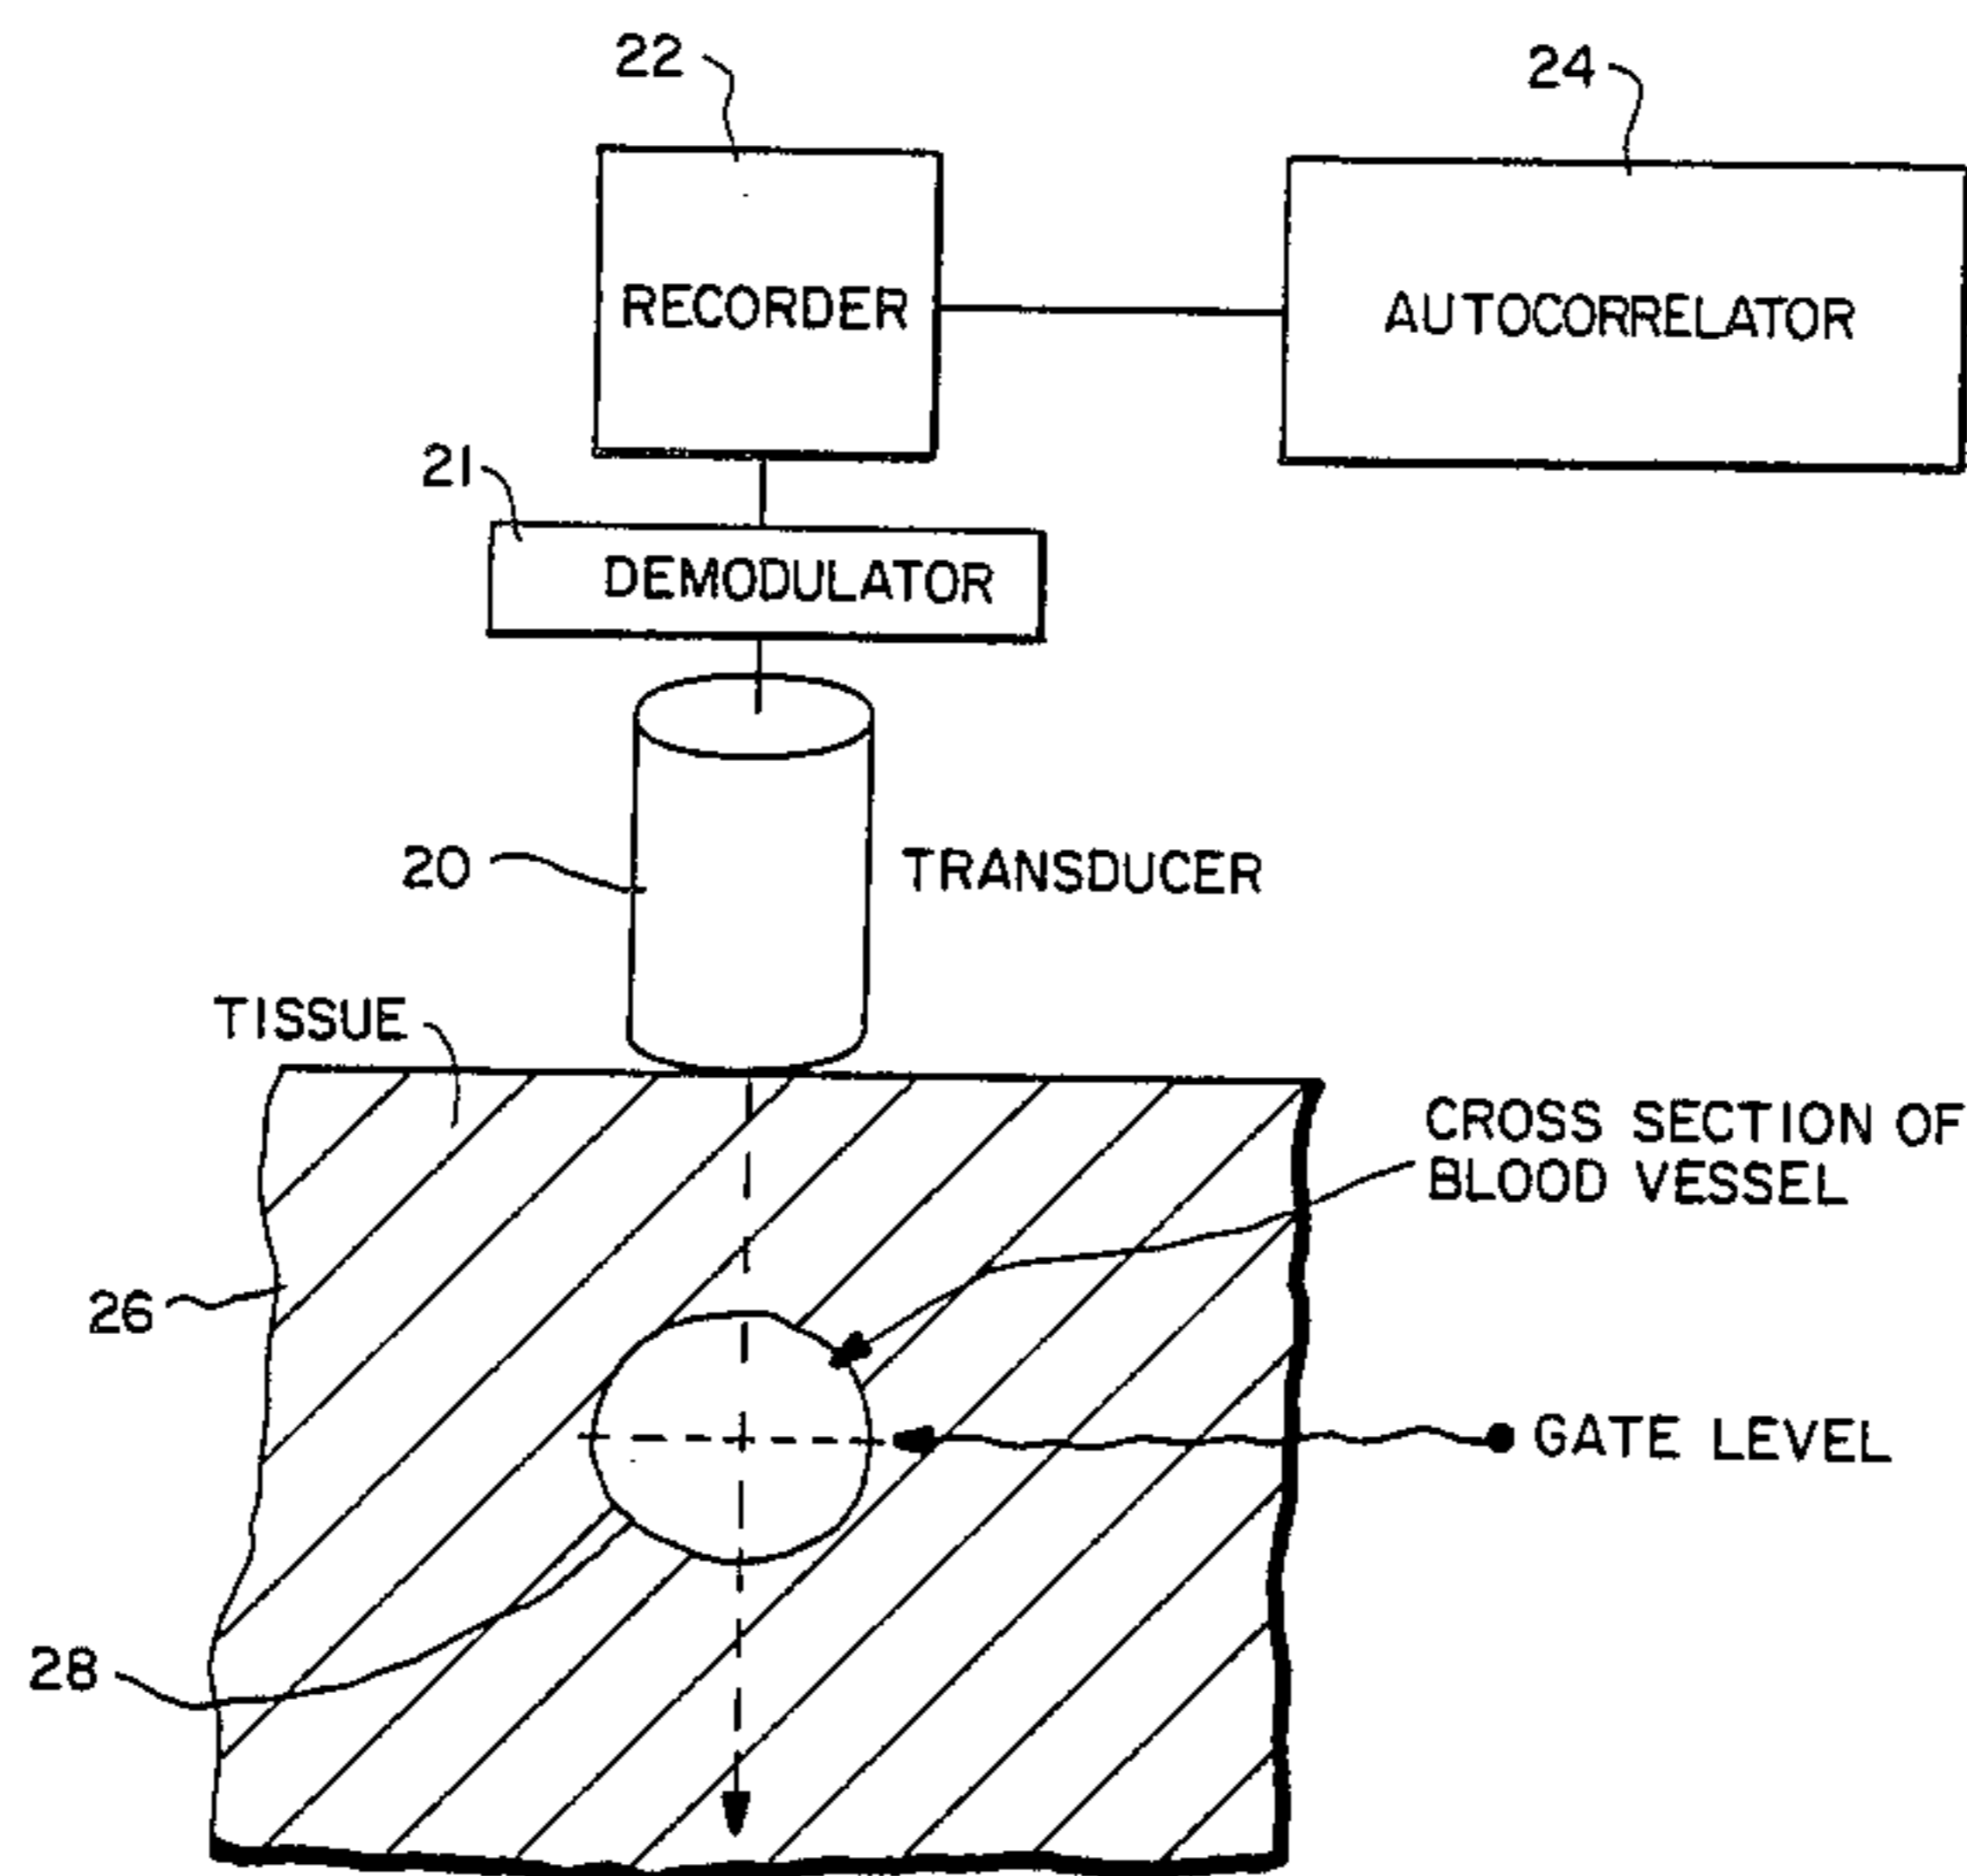 22
24
RECORDER
AUTOCORRELATOR
21
DEMODULATOR
20
TRANSDUCER
TISSUE
CROSS SECTION OF
BLOOD VESSEL
26
GATE LEVEL
28